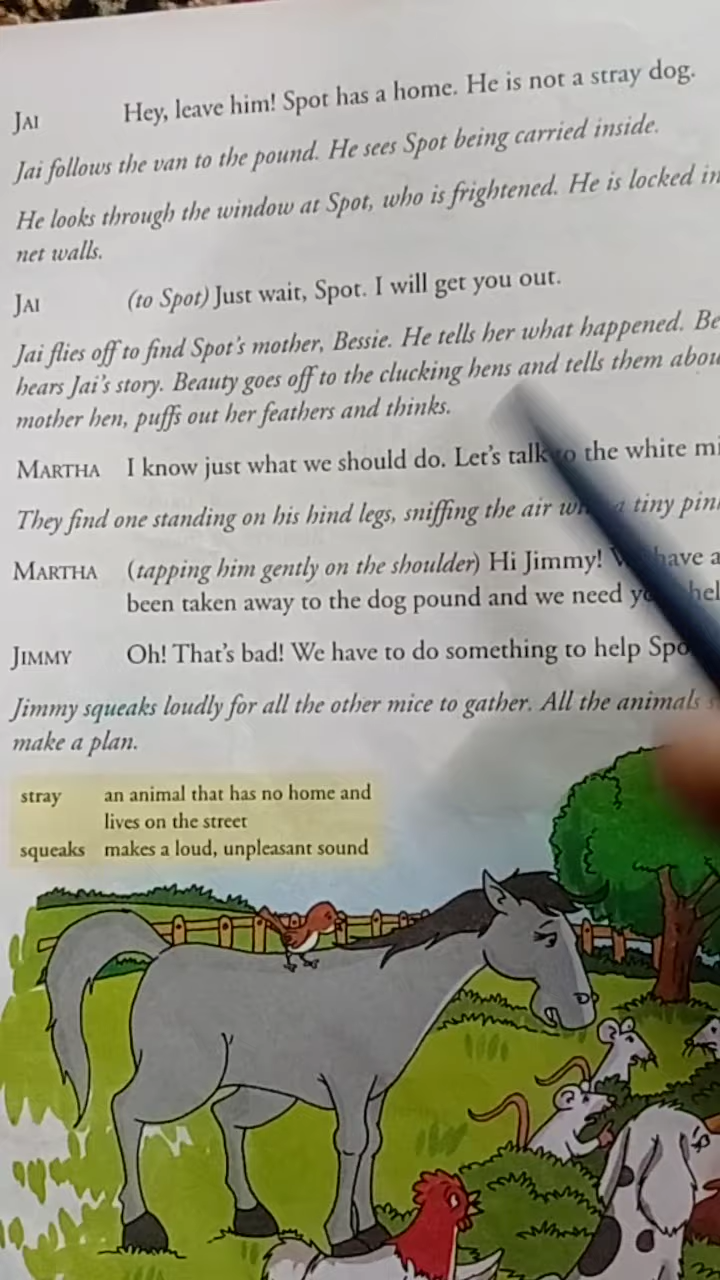 JAI Hey, leave him! Spot has a home. He is not a stray dog.
Jai follows the van to the pound. He sees Spot being carried inside.
He looks through the window at Spot, who is frightened. He is locked in
net walls.
JAI (to Spot) Just wait, Spot. I will get you out.
Jai flies off to find Spot's mother, Bessie. He tells her what happened.
hears Jai's story. Beauty goes off to the clucking hens and tells them
mother hen, puffs out her feathers and thinks.
MARTHA I know just what we should do. Let's talk to the white
They find one standing on his hind legs, sniffing the air a tiny
MARTHA (tapping him gently on the shoulder) Hi Jimmy! have a
been taken away to the dog pound and we need
JIMMY Oh! That's bad! We have to do something to help
Jimmy squeaks loudly for all the other mice to gather. All the animals
make a plan.
stray an animal that has no home and
lives on the street
squeaks makes a loud, unpleasant sound